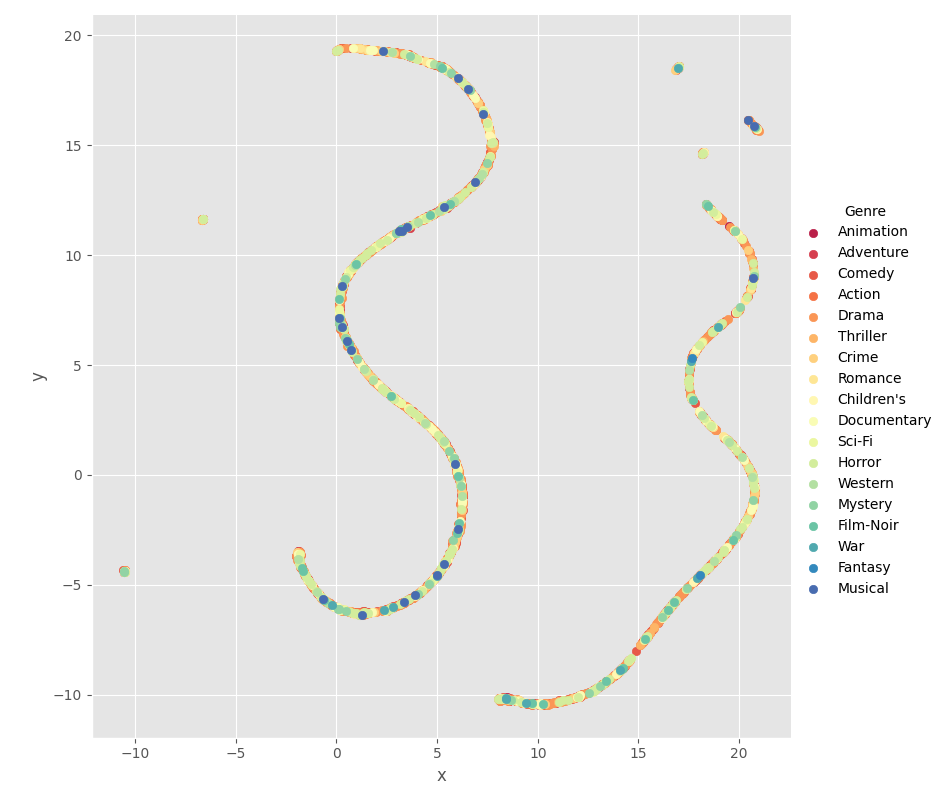 20
15
10
5
0
−5
−10
y
−10 −5 0 5 10 15 20
x
Genre
Animation
Adventure
Comedy
Action
Drama
Thriller
Crime
Romance
Children's
Documentary
Sci-Fi
Horror
Western
Mystery
Film-Noir
War
Fantasy
Musical